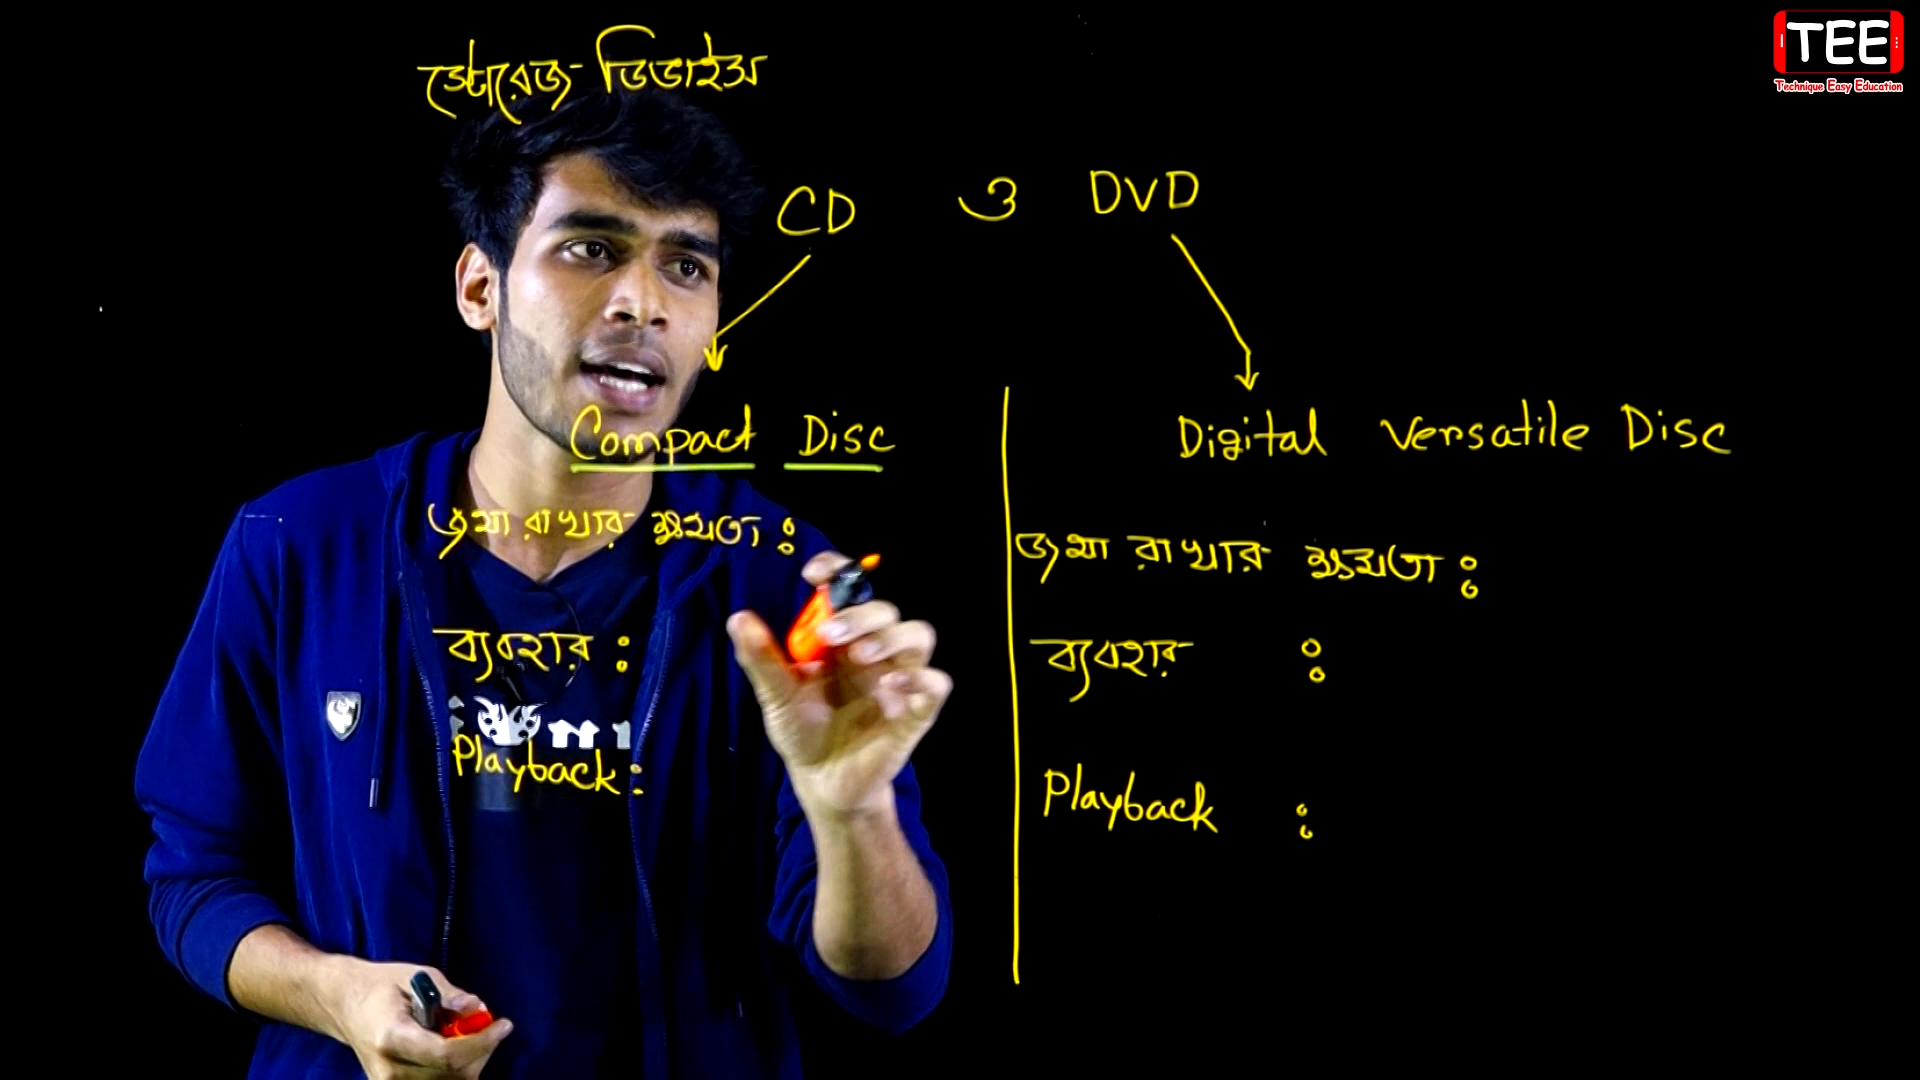 TEE
Technique Easy Education
স্টোরেজ ডিভাইস
CD ও DVD
Compact Disc
Digital Versatile Disc
জমা রাখার ক্ষমতা :
জমা রাখার ক্ষমতা :
ব্যবহার :
ব্যবহার :
Playback :
Playback :